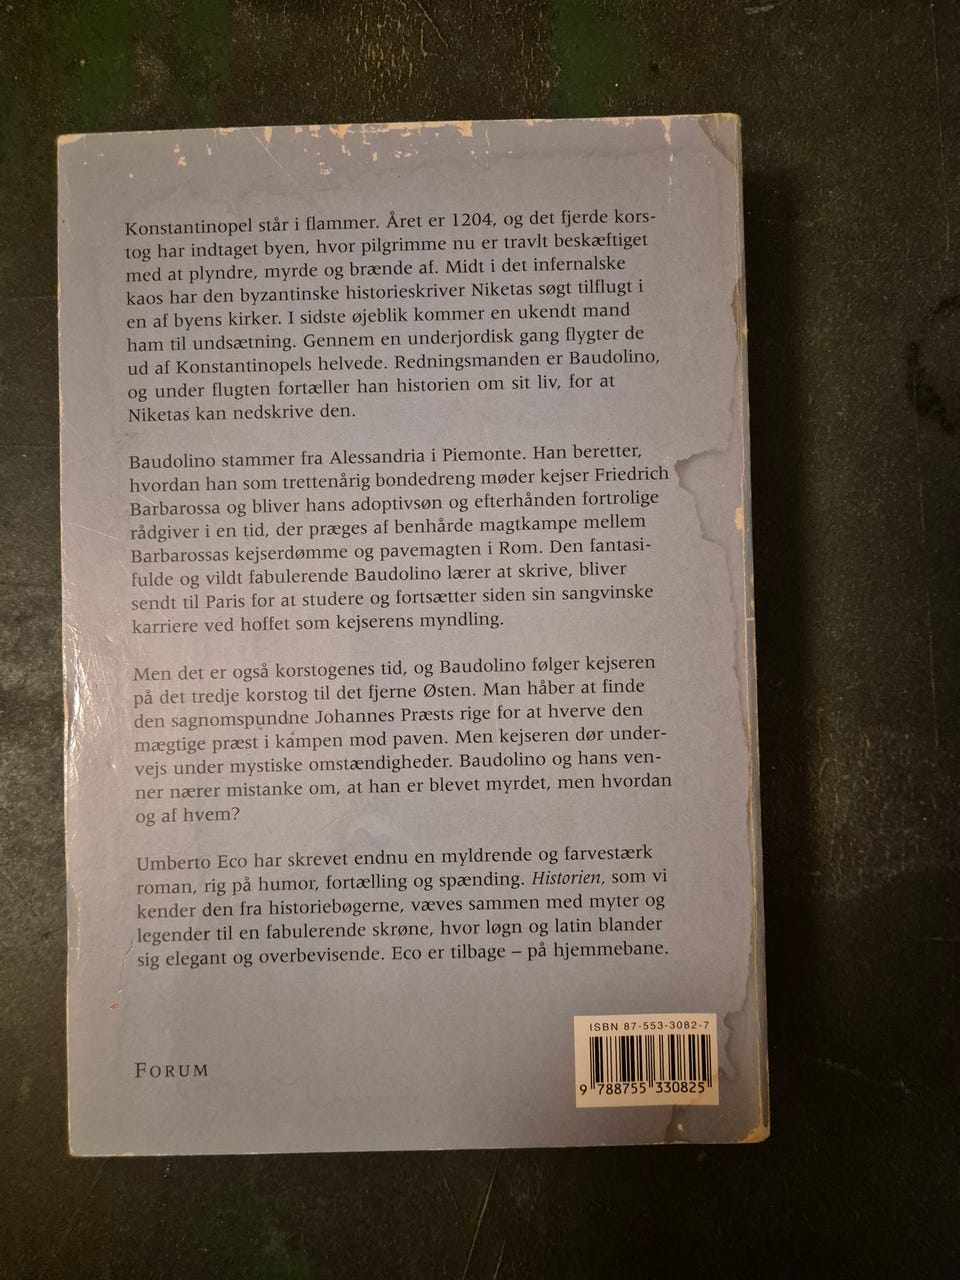 Konstantinopel står i flammer. Året er 1204, og det fjerde kors-
tog har indtaget byen, hvor pilgrimme nu er travlt beskæftiget
med at plyndre, myrde og brænde af. Midt i det infernalske
kaos har den byzantinske historieskriver Niketas søgt tilflugt i
en af byens kirker. I sidste øjeblik kommer en ukendt mand
ham til undsætning. Gennem en underjordisk gang flygter de
ud af Konstantinopels helvede. Redningsmanden er Baudolino,
og under flugten fortæller han historien om sit liv, for at
Niketas kan nedskrive den.
Baudolino stammer fra Alessandria i Piemonte. Han beretter,
hvordan han som trettenårig bondedreng møder kejser Friedrich
Barbarossa og bliver hans adoptivsøn og efterhånden fortrolige
rådgiver i en tid, der præges af benhårde magtkampe mellem
Barbarossas kejserdømme og pavemagten i Rom. Den fantasi-
fulde og vildt fabulerende Baudolino lærer at skrive, bliver
sendt til Paris for at studere og fortsætter siden sin sangvinske
karriere ved hoffet som kejserens myndling.
Men det er også korstogenes tid, og Baudolino følger kejseren
på det tredje korstog til det fjerne Østen. Man håber at finde
den sagnomspundne Johannes Præsts rige for at hverve den
mægtige præst i kampen mod paven. Men kejseren dør under-
vejs under mystiske omstændigheder. Baudolino og hans ven-
ner nærer mistanke om, at han er blevet myrdet, men hvordan
og af hvem?
Umberto Eco har skrevet endnu en myldrende og farvestærk
roman, rig på humor, fortælling og spænding. Historien, som vi
kender den fra historiebøgerne, væves sammen med myter og
legender til en fabulerende skrøne, hvor løgn og latin blander
sig elegant og overbevisende. Eco er tilbage – på hjemmebane.
ISBN 87-553-3082-7
FORUM
9 788755 330825